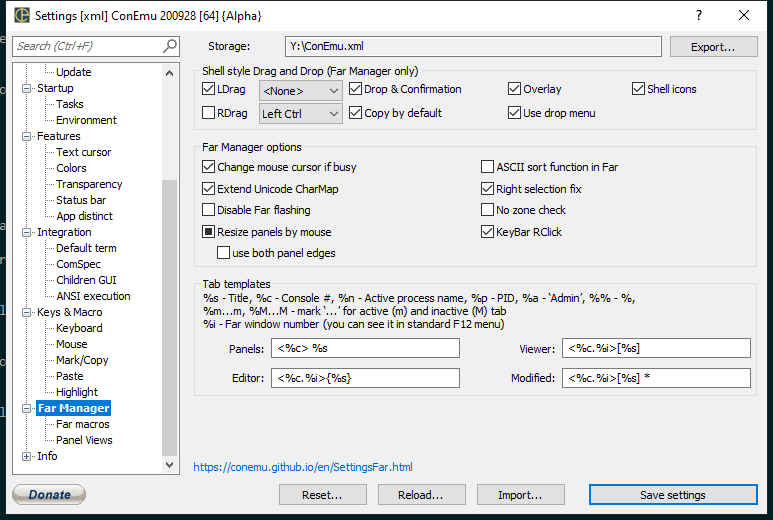 Settings [xml] ConEmu 200928 [64] {Alpha}
Search (Ctrl+F)
Update
Startup
Tasks
Environment
Features
Text cursor
Colors
Transparency
Status bar
App distinct
Integration
Default term
ComSpec
Children GUI
ANSI execution
Keys & Macro
Keyboard
Mouse
Mark/Copy
Paste
Highlight
Far Manager
Far macros
Panel Views
Info
Donate
Storage: Y:\ConEmu.xml Export...
Shell style Drag and Drop (Far Manager only)
LDrag <None> Drop & Confirmation Overlay Shell icons
RDrag Left Ctrl Copy by default Use drop menu
Far Manager options
Change mouse cursor if busy ASCII sort function in Far
Extend Unicode CharMap Right selection fix
Disable Far flashing No zone check
Resize panels by mouse KeyBar RClick
use both panel edges
Tab templates
%s - Title, %c - Console #, %n - Active process name, %p - PID, %a - ‘Admin’, %% - %,
%m...m, %M...M - mark ‘...’ for active (m) and inactive (M) tab
%i - Far window number (you can see it in standard F12 menu)
Panels: <%c> %s Viewer: <%c.%i>[%s]
Editor: <%c.%i>{%s} Modified: <%c.%i>[%s] *
https://conemu.github.io/en/SettingsFar.html
Reset... Reload... Import... Save settings